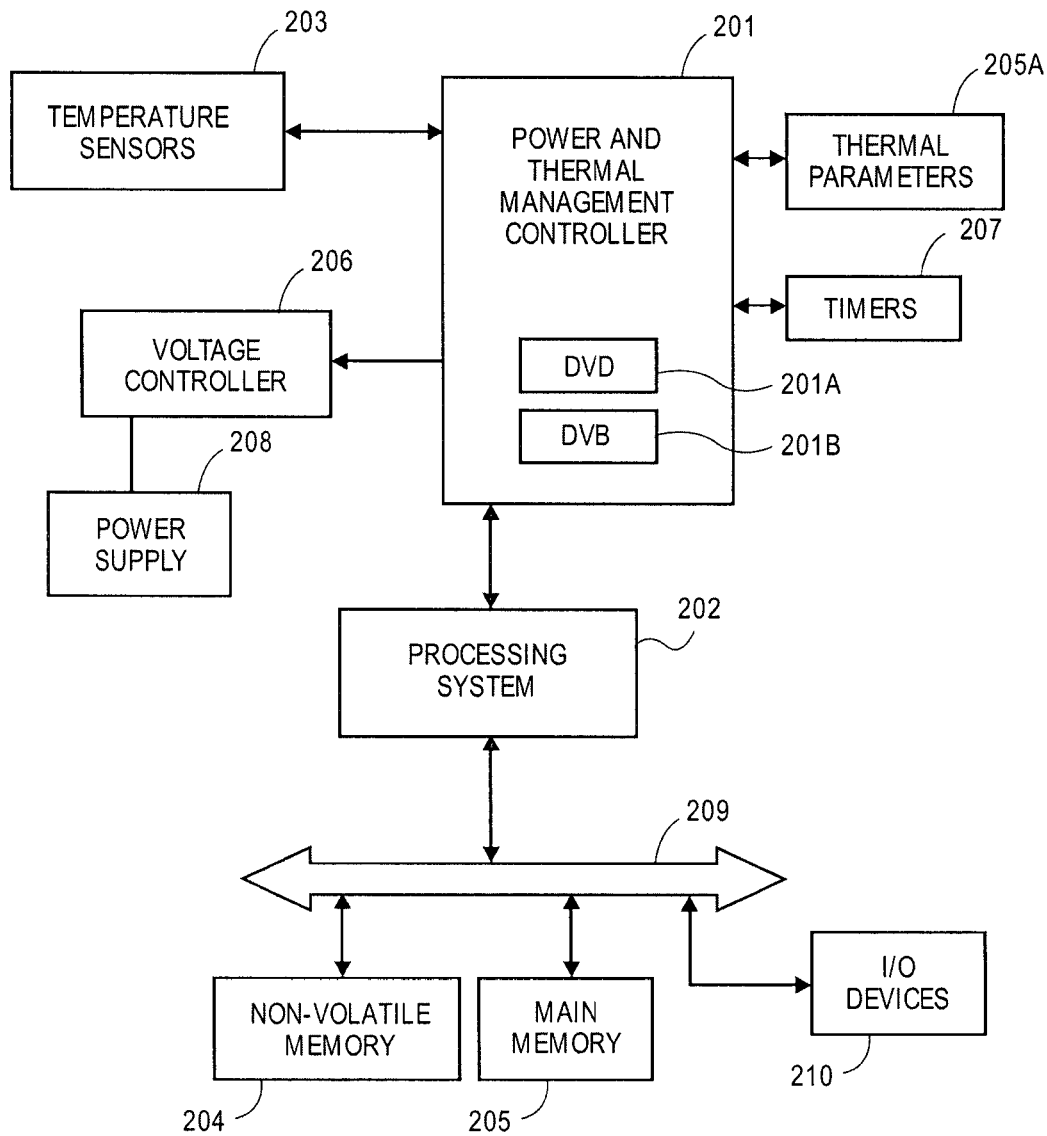 203
201
205A
TEMPERATURE
SENSORS
POWER AND
THERMAL
MANAGEMENT
CONTROLLER
THERMAL
PARAMETERS
207
206
TIMERS
VOLTAGE
CONTROLLER
DVD
201A
DVB
201B
208
POWER
SUPPLY
202
PROCESSING
SYSTEM
209
I/O
DEVICES
NON-VOLATILE
MEMORY
MAIN
MEMORY
210
204
205